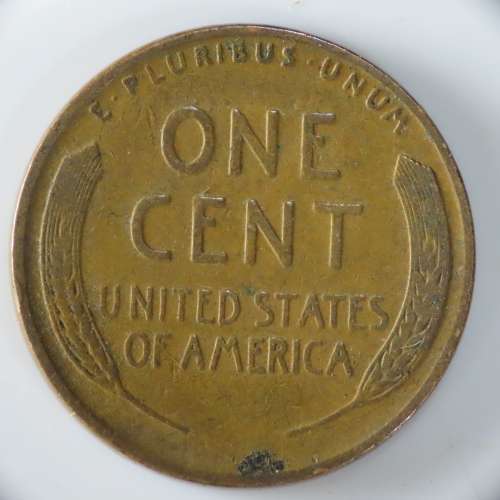 E·PLURIBUS·UNUM
ONE
CENT
UNITED STATES
OF AMERICA